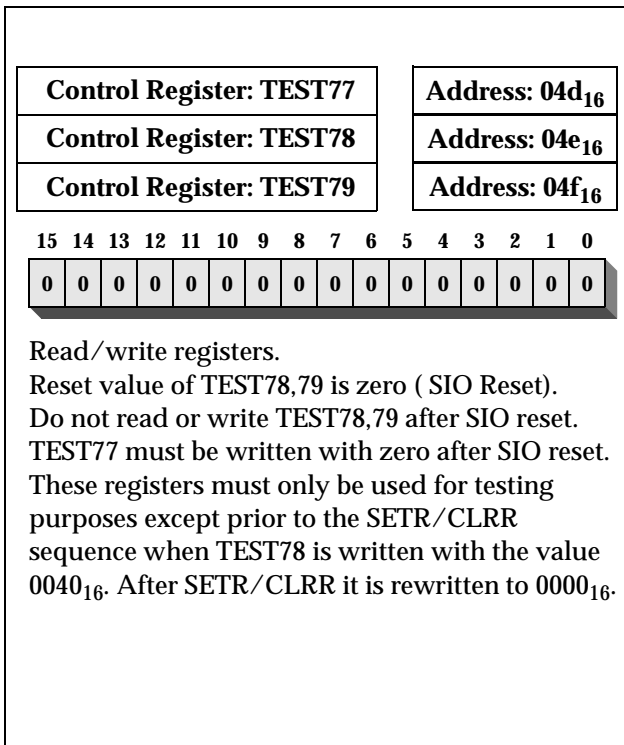 Control Register: TEST77 Address: 04d₁₆
Control Register: TEST78 Address: 04e₁₆
Control Register: TEST79 Address: 04f₁₆
15 14 13 12 11 10 9 8 7 6 5 4 3 2 1 0
0 0 0 0 0 0 0 0 0 0 0 0 0 0 0 0
Read/write registers.
Reset value of TEST78,79 is zero ( SIO Reset).
Do not read or write TEST78,79 after SIO reset.
TEST77 must be written with zero after SIO reset.
These registers must only be used for testing
purposes except prior to the SETR/CLRR
sequence when TEST78 is written with the value
0040₁₆. After SETR/CLRR it is rewritten to 0000₁₆.